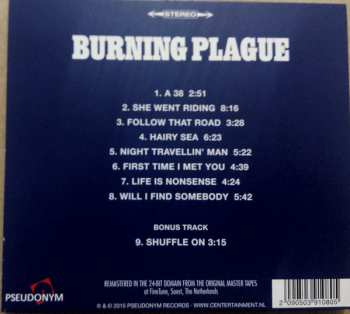 STEREO
BURNING PLAGUE
1. A 38 2:51
2. SHE WENT RIDING 8:16
3. FOLLOW THAT ROAD 3:28
4. HAIRY SEA 6:23
5. NIGHT TRAVELLIN' MAN 5:22
6. FIRST TIME I MET YOU 4:39
7. LIFE IS NONSENSE 4:24
8. WILL I FIND SOMEBODY 5:42
BONUS TRACK
9. SHUFFLE ON 3:15
REMASTERED IN THE 24-BIT DOMAIN FROM THE ORIGINAL MASTER TAPES
at FineTune, Soest, The Netherlands
PSEUDONYM
℗ & © 2010 PSEUDONYM RECORDS · WWW.CENTERTAINMENT.NL
2 090503 910805